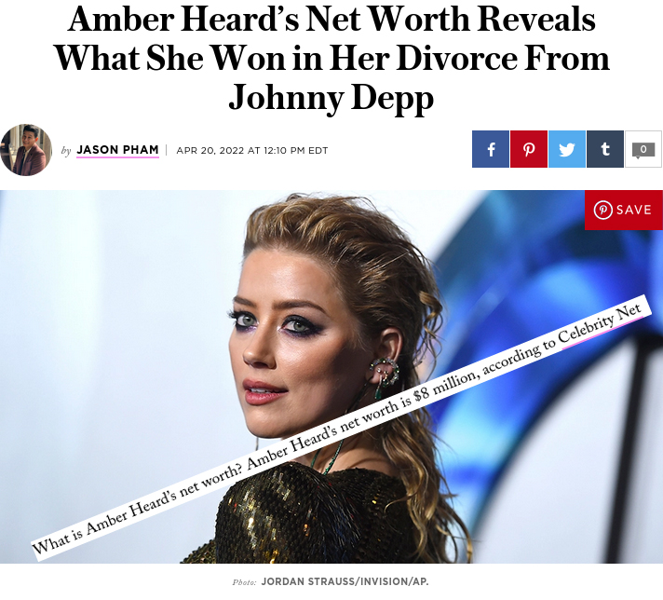 Amber Heard's Net Worth Reveals
What She Won in Her Divorce From
Johnny Depp
by JASON PHAM | APR 20, 2022 AT 12:10 PM EDT
f t 0
SAVE
What is Amber Heard's net worth? Amber Heard's net worth is $8 million, according to Celebrity Net
Photo: JORDAN STRAUSS/INVISION/AP.